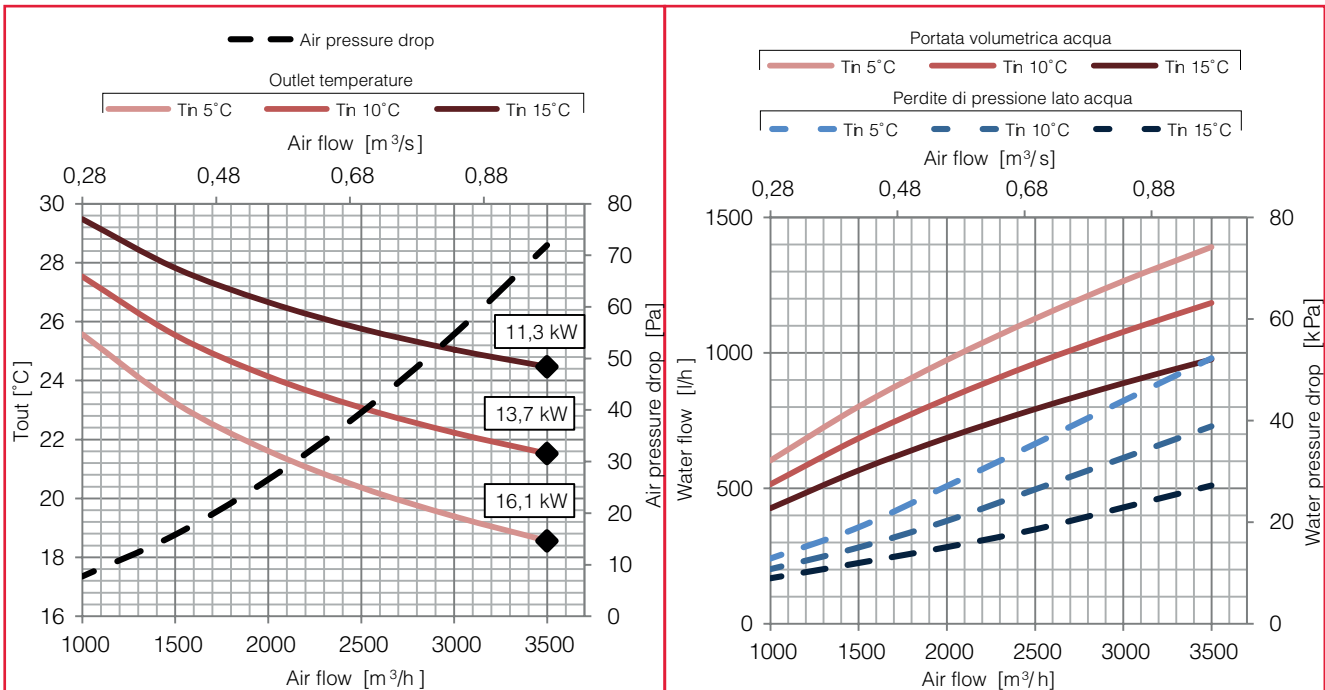 Air pressure drop
Outlet temperature
Tin 5°C Tin 10°C Tin 15°C
Air flow [m³/s]
0,28 0,48 0,68 0,88
30
28
26
24
22
20
18
16
Tout [°C]
80
70
60
50
40
30
20
10
0
Air pressure drop [Pa]
11,3 kW
13,7 kW
16,1 kW
1000 1500 2000 2500 3000 3500
Air flow [m³/h]
Portata volumetrica acqua
Tin 5°C Tin 10°C Tin 15°C
Perdite di pressione lato acqua
Tin 5°C Tin 10°C Tin 15°C
Air flow [m³/s]
0,28 0,48 0,68 0,88
1500
1000
500
0
Water flow [l/h]
80
60
40
20
0
Water pressure drop [kPa]
1000 1500 2000 2500 3000 3500
Air flow [m³/h]